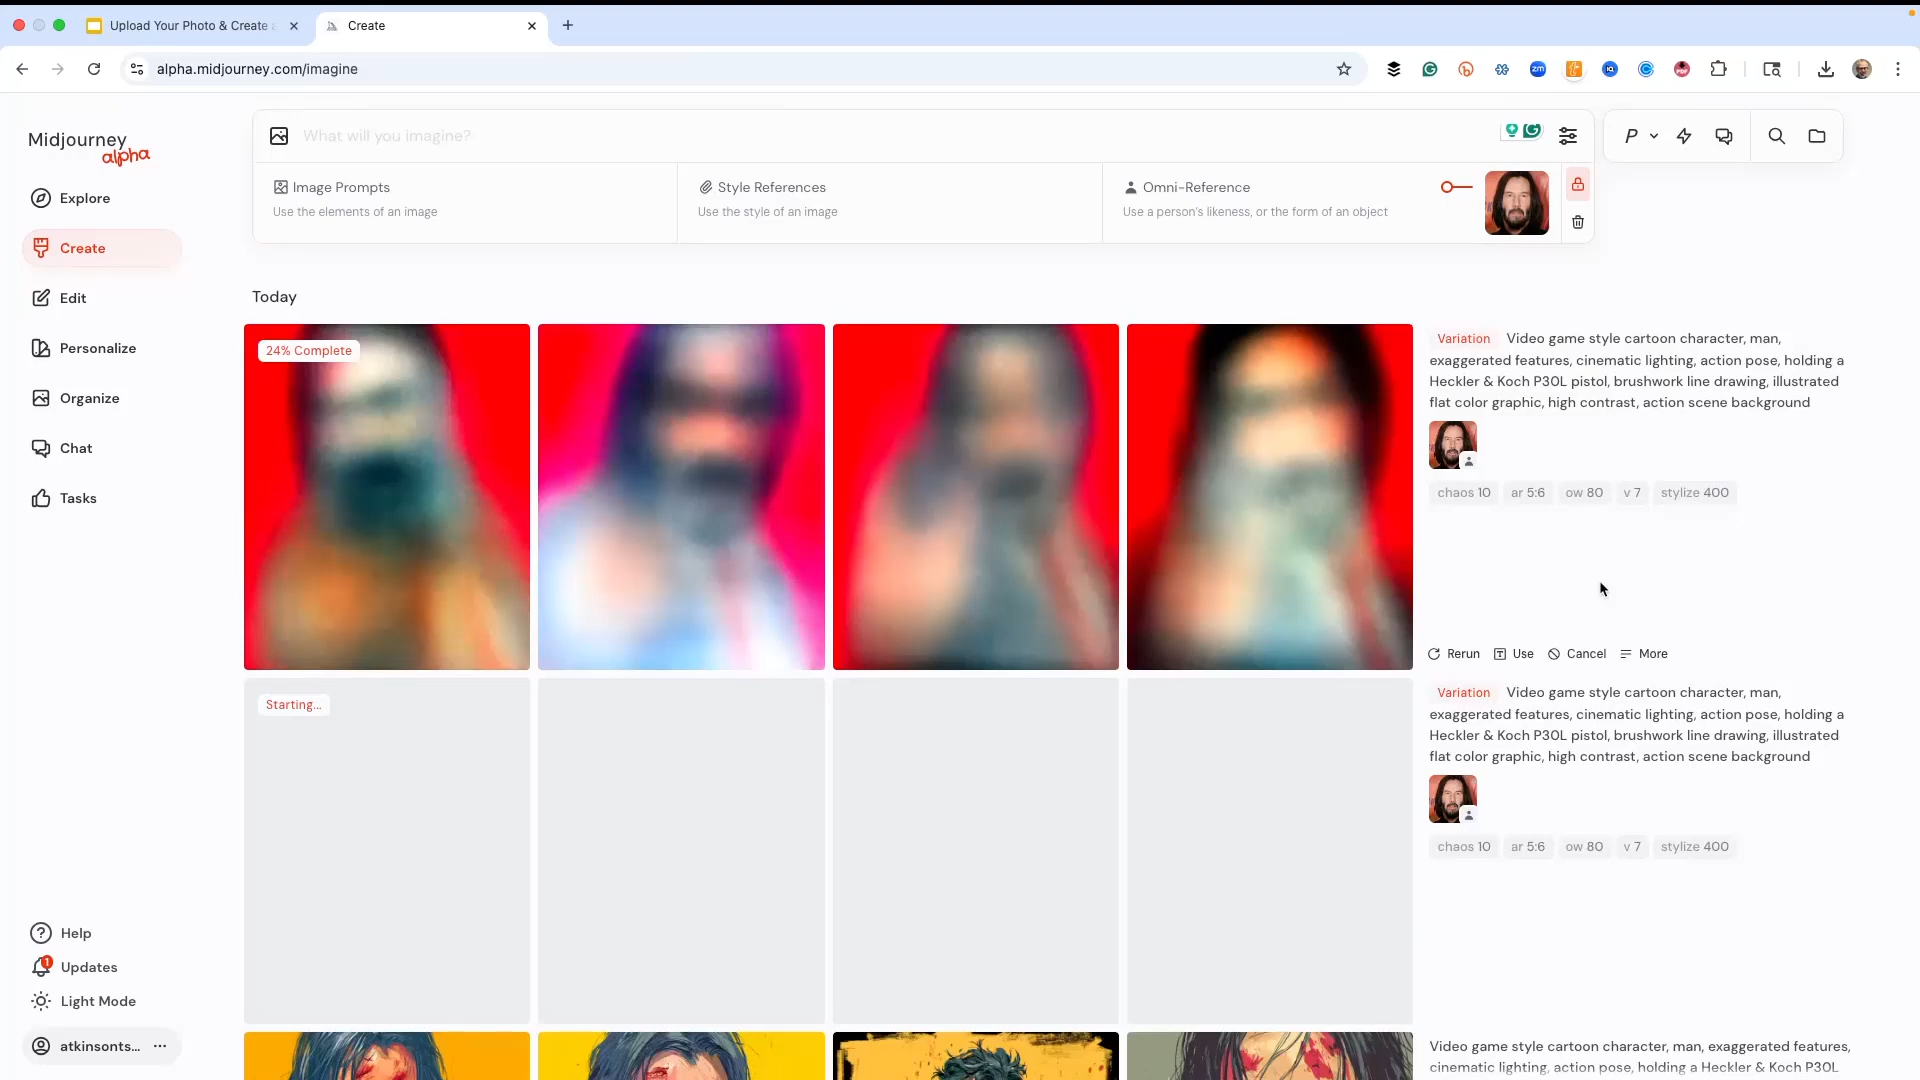 Upload Your Photo & Create
Create
alpha.midjourney.com/imagine
Midjourney
alpha
What will you imagine?
Image Prompts
Use the elements of an image
Style References
Use the style of an image
Omni-Reference
Use a person's likeness, or the form of an object
Explore
Create
Edit
Personalize
Organize
Chat
Tasks
Today
24% Complete
Variation Video game style cartoon character, man,
exaggerated features, cinematic lighting, action pose, holding a
Heckler & Koch P30L pistol, brushwork line drawing, illustrated
flat color graphic, high contrast, action scene background
chaos 10 ar 5:6 ow 80 v 7 stylize 400
Rerun Use Cancel More
Starting...
Variation Video game style cartoon character, man,
exaggerated features, cinematic lighting, action pose, holding a
Heckler & Koch P30L pistol, brushwork line drawing, illustrated
flat color graphic, high contrast, action scene background
chaos 10 ar 5:6 ow 80 v 7 stylize 400
Help
1
Updates
Light Mode
atkinsonts...
Video game style cartoon character, man, exaggerated features,
cinematic lighting, action pose, holding a Heckler & Koch P30L